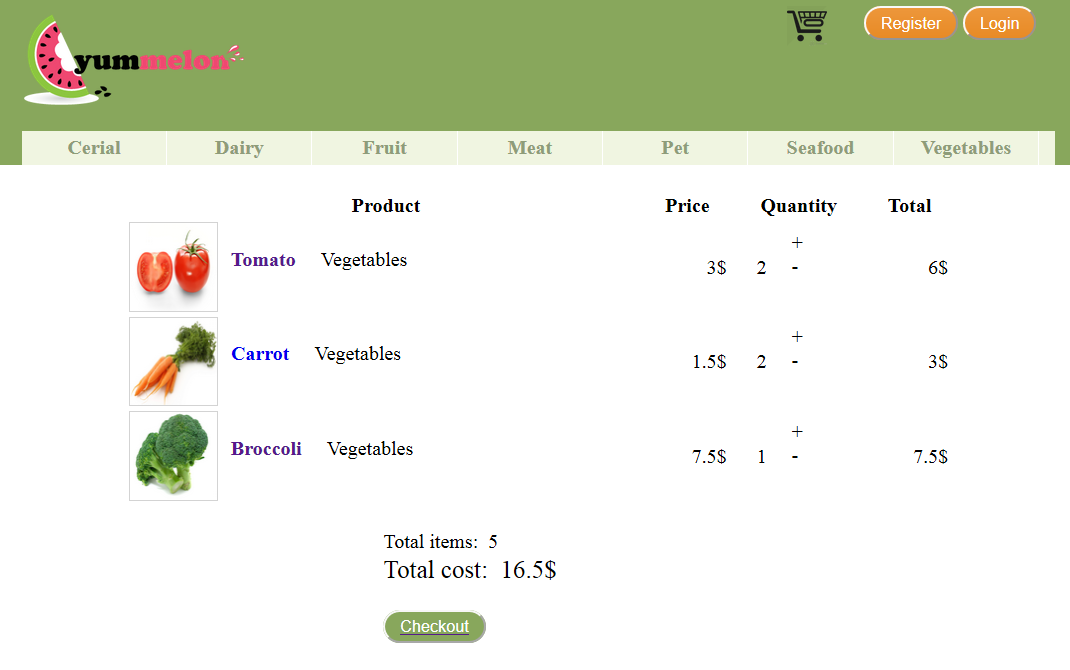 Register Login
yummelon
Cerial Dairy Fruit Meat Pet Seafood Vegetables
Product Price Quantity Total
+
Tomato Vegetables
3$ 2 - 6$
+
Carrot Vegetables
1.5$ 2 - 3$
+
Broccoli Vegetables
7.5$ 1 - 7.5$
Total items: 5
Total cost: 16.5$
Checkout